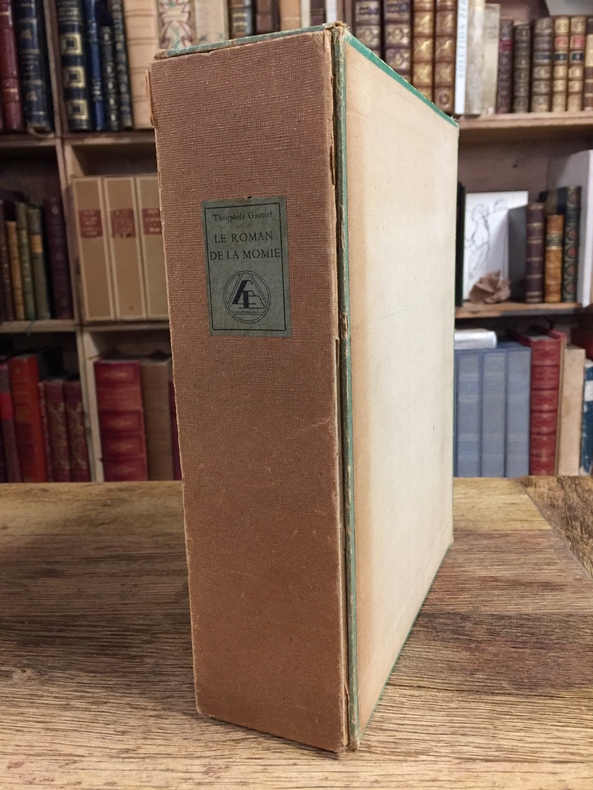 Théophile Gautier
LE ROMAN
DE LA MOMIE